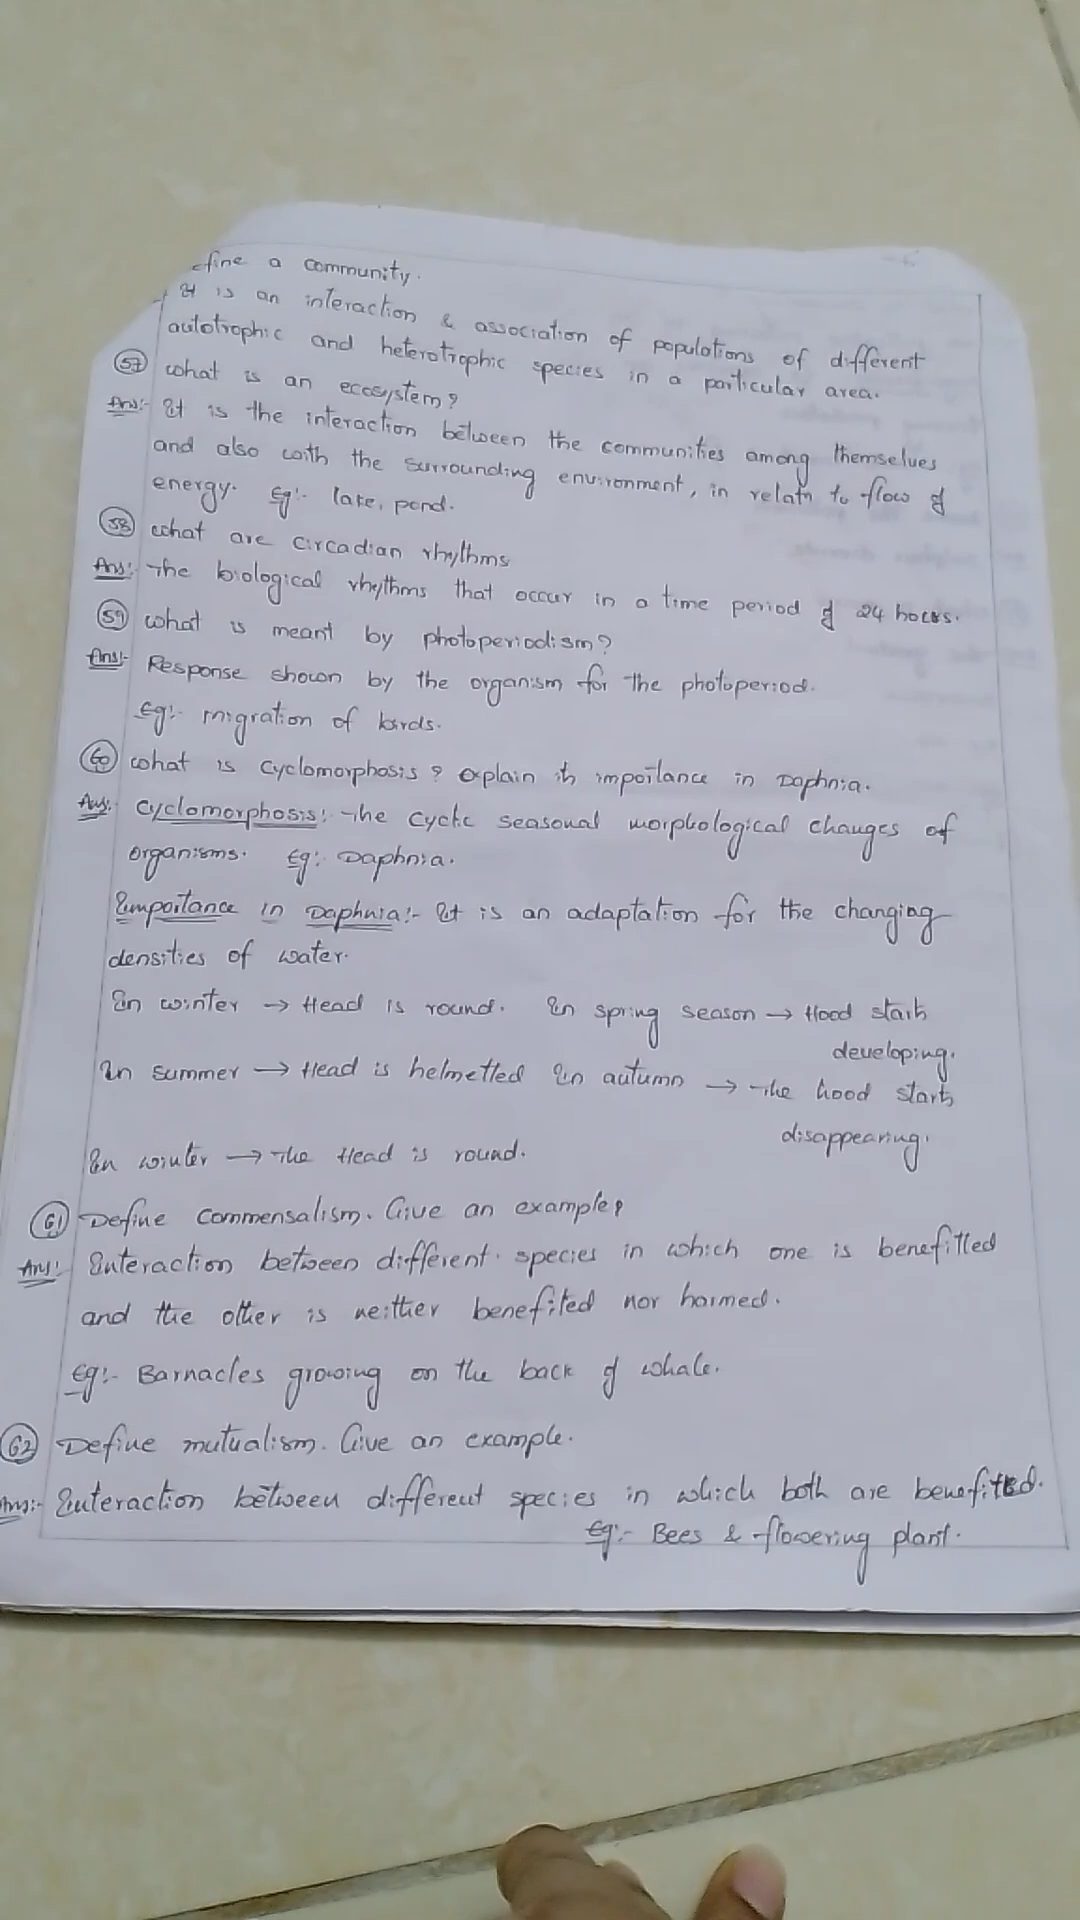 efine a community.
It is an interaction & association of populations of different
autotrophic and heterotrophic species in a particular area.
57 What is an ecosystem?
Ans:- It is the interaction between the communities among themselves
and also with the surrounding environment, in relatn to flow of
energy. Eg:- lake, pond.
58 What are circadian rhythms
Ans:- The biological rhythms that occur in a time period of 24 hours.
59 What is meant by photoperiodism?
Ans:- Response shown by the organism for the photoperiod.
Eg:- migration of birds.
60 What is Cyclomorphosis? explain its importance in Daphnia.
Ans:- Cyclomorphosis:- The cyclic seasonal morphological changes of
organisms. Eg:- Daphnia.
Importance in Daphnia:- It is an adaptation for the changing
densities of water.
In winter → Head is round. In spring season → Hood starts
developing.
In summer → Head is helmetted In autumn → The hood starts
disappearing.
In winter → The Head is round.
61 Define Commensalism. Give an example?
Ans:- Interaction between different species in which one is benefitted
and the other is neither benefited nor harmed.
Eg:- Barnacles growing on the back of whale.
62 Define mutualism. Give an example.
Ans:- Interaction between different species in which both are benefited.
Eg:- Bees & flowering plant.